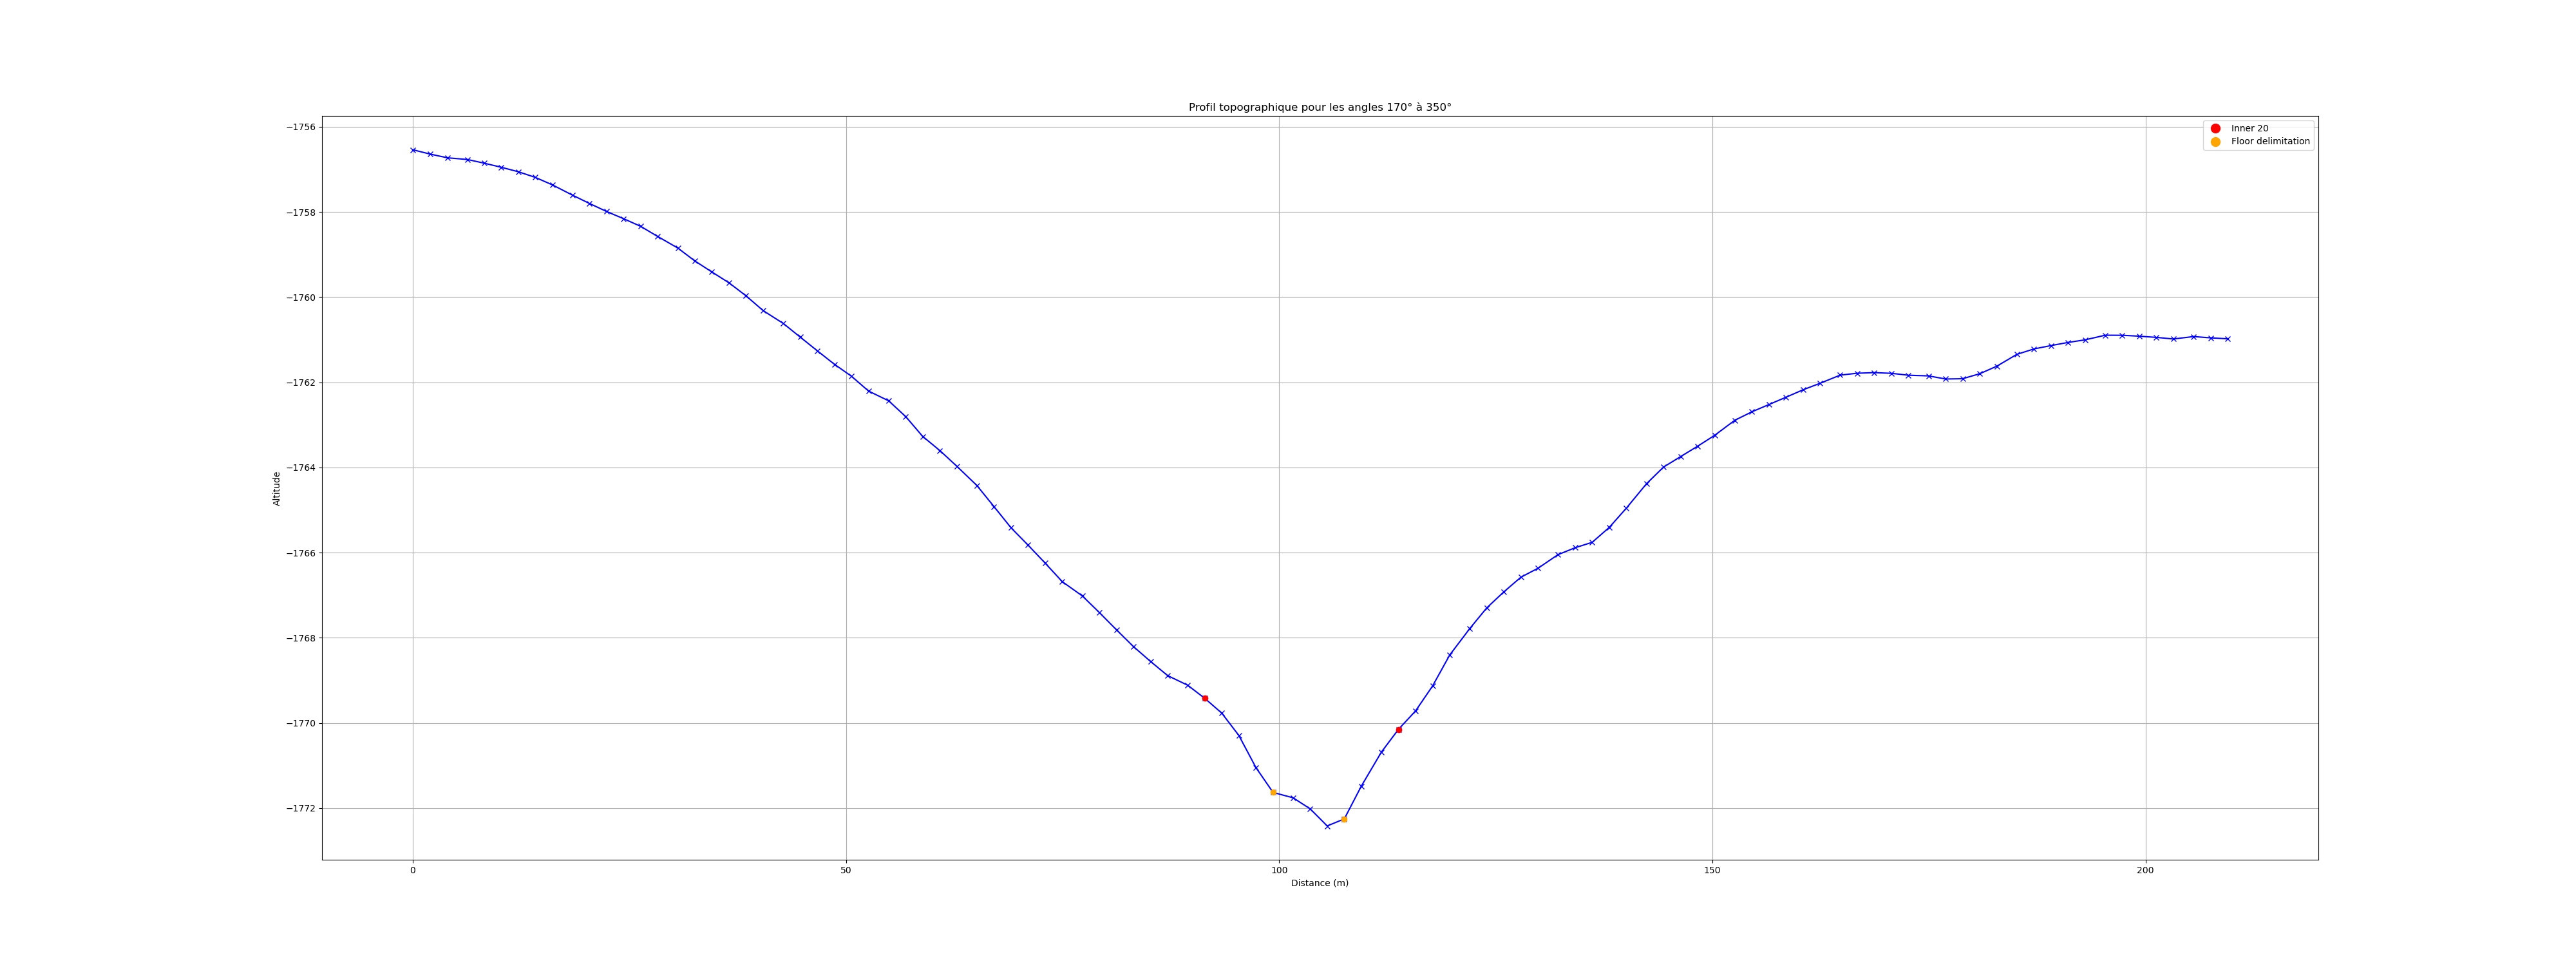 Profil topographique pour les angles 170° à 350°
Inner 20
Floor delimitation
−1756
−1758
−1760
−1762
−1764
−1766
−1768
−1770
−1772
Altitude
0 50 100 150 200
Distance (m)